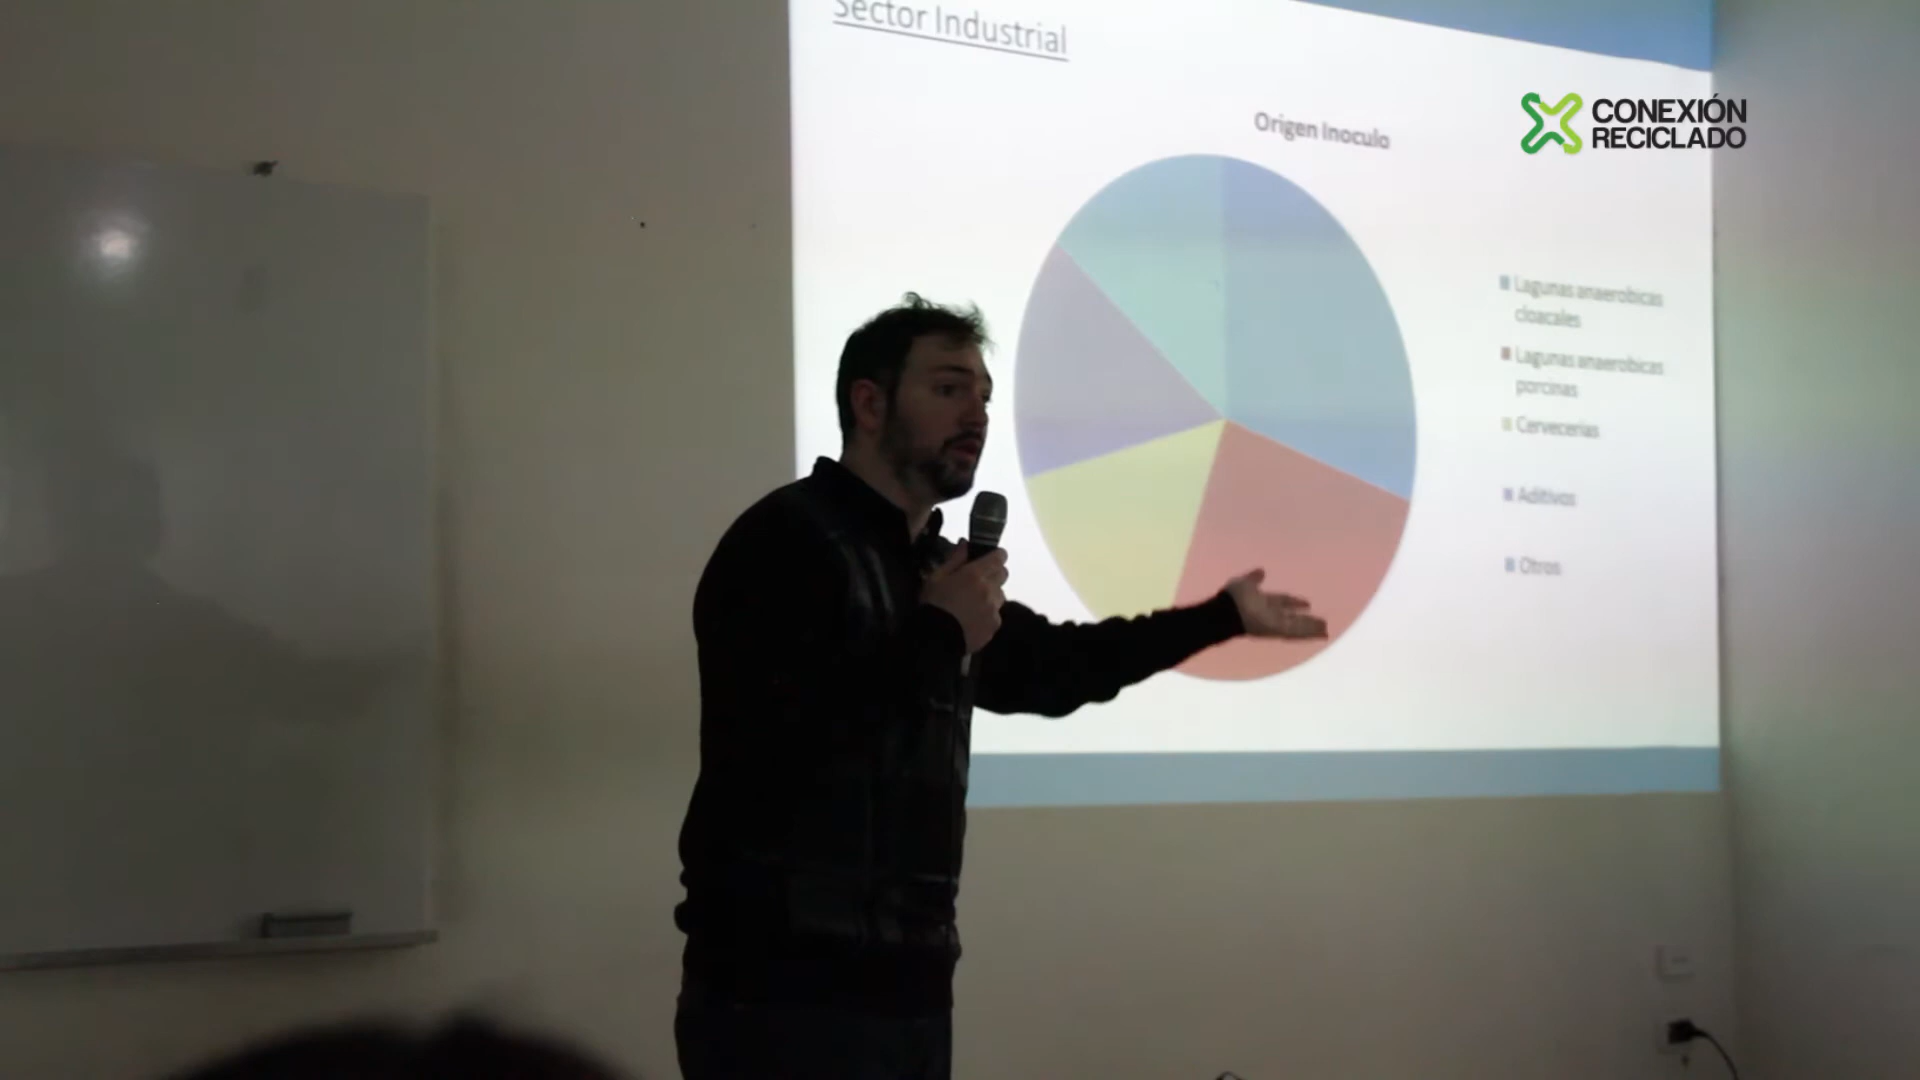 Sector Industrial
Origen Inoculo
CONEXIÓN
RECICLADO
Lagunas anaerobicas
cloacales
Lagunas anaerobicas
porcinas
Cervecerias
Aditivos
Otros